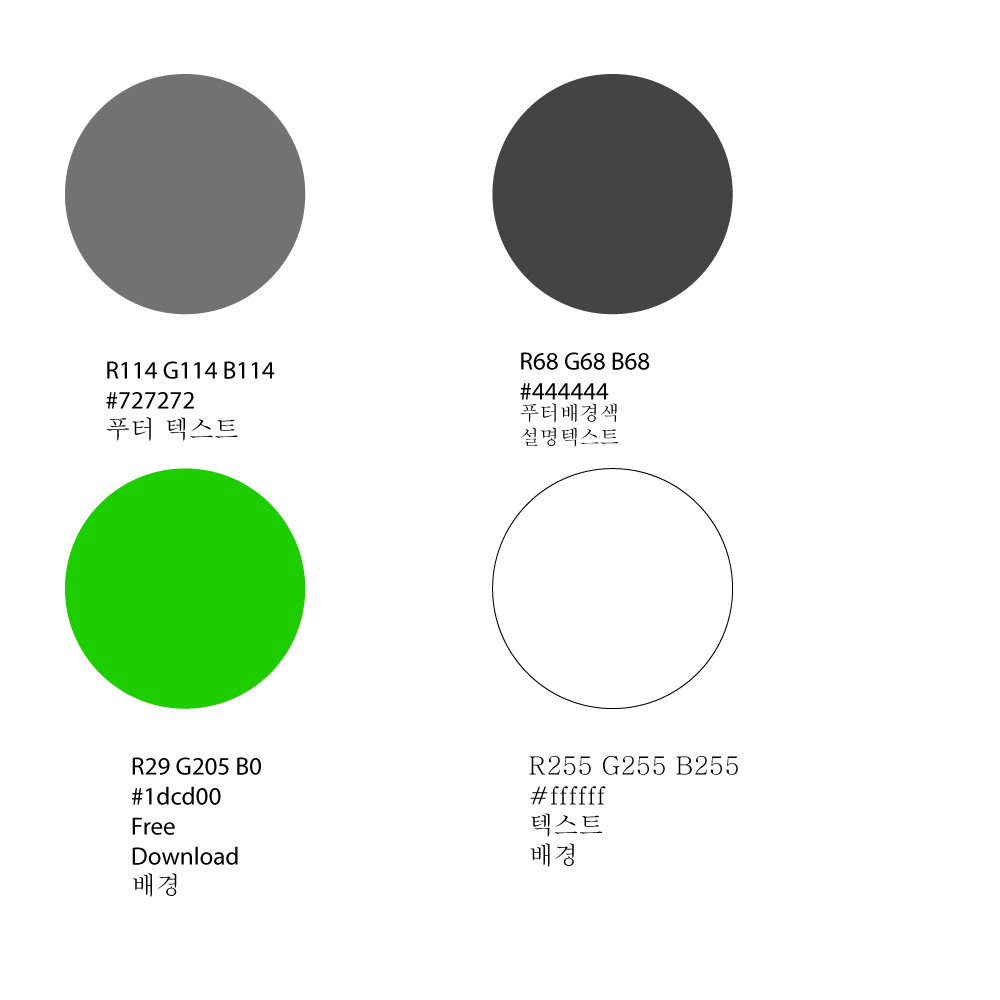 R114 G114 B114
#727272
푸터 텍스트
R68 G68 B68
#444444
푸터배경색
설명텍스트
R29 G205 B0
#1dcd00
Free
Download
배경
R255 G255 B255
#ffffff
텍스트
배경